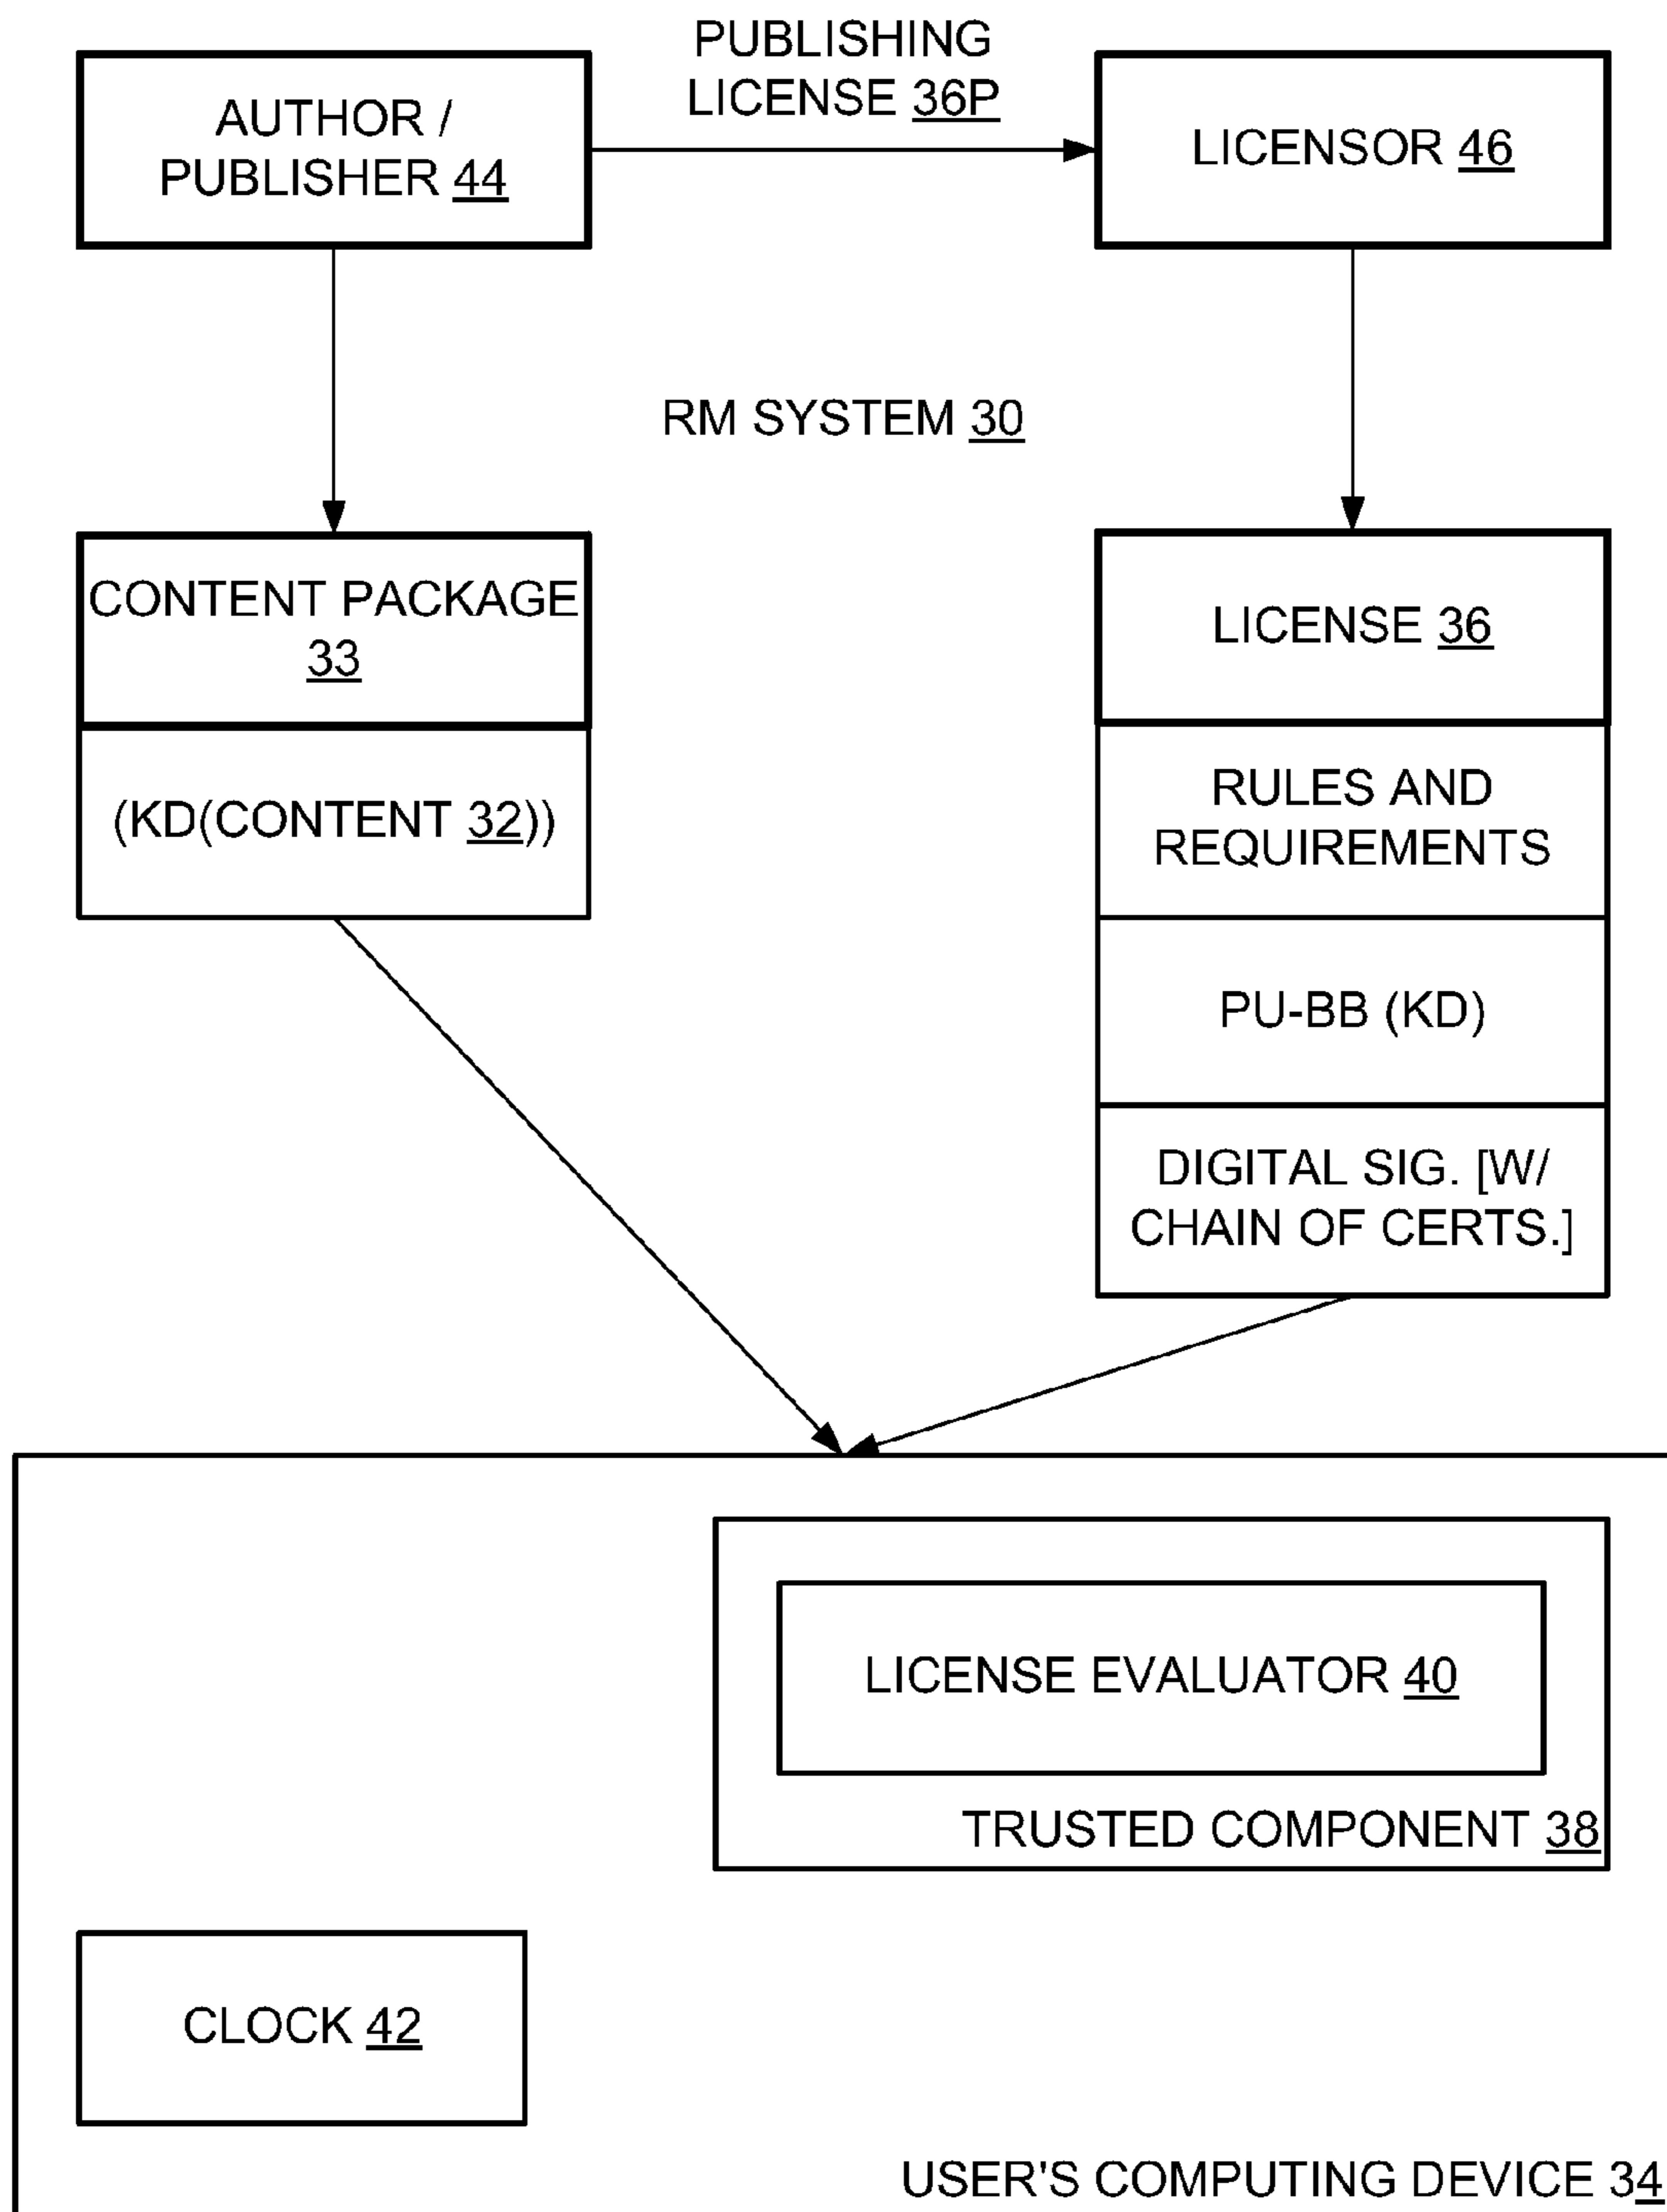 PUBLISHING
LICENSE 36P
AUTHOR /
PUBLISHER 44
LICENSOR 46
RM SYSTEM 30
CONTENT PACKAGE
33
(KD(CONTENT 32))
LICENSE 36
RULES AND
REQUIREMENTS
PU-BB (KD)
DIGITAL SIG. [W/
CHAIN OF CERTS.]
LICENSE EVALUATOR 40
TRUSTED COMPONENT 38
CLOCK 42
USER'S COMPUTING DEVICE 34